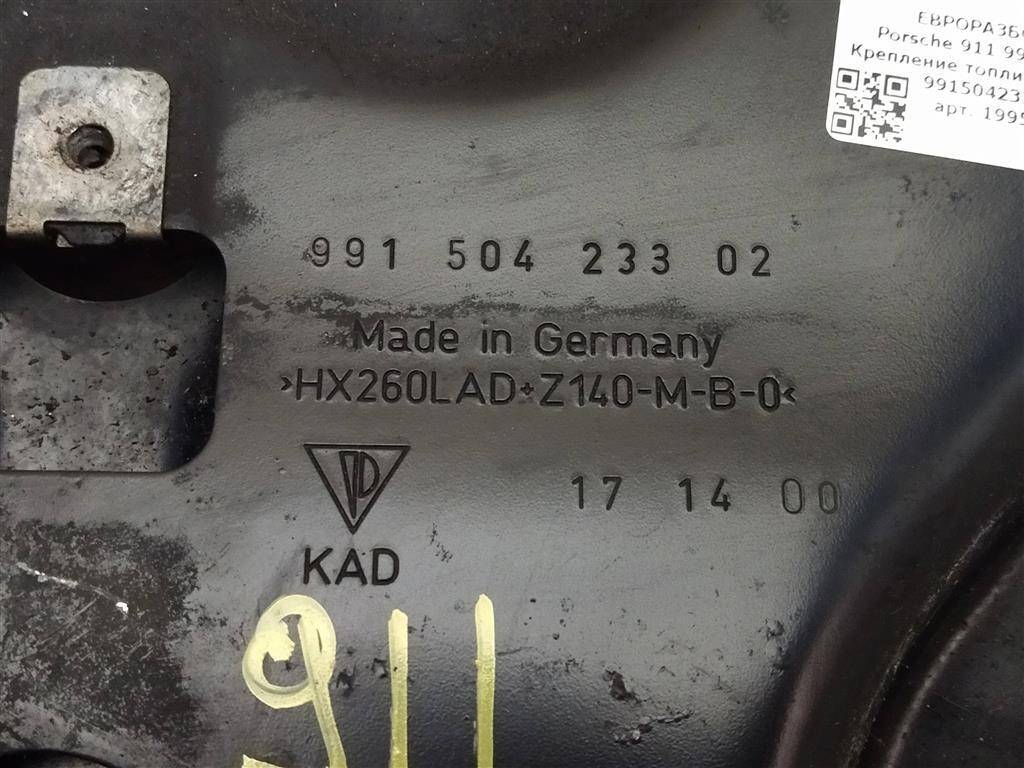 Porsche 911
Крепление
991504233
арт.
991 504 233 02
Made in Germany
>HX260LAD+Z140-M-B-0<
17 14 00
KAD
911